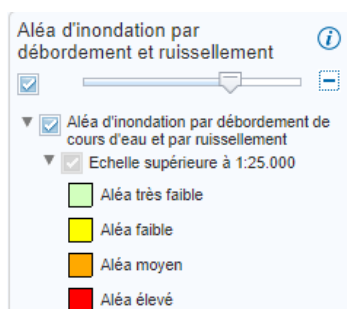 Aléa d'inondation par
débordement et ruissellement
Aléa d'inondation par débordement de
cours d'eau et par ruissellement
Echelle supérieure à 1:25.000
Aléa très faible
Aléa faible
Aléa moyen
Aléa élevé